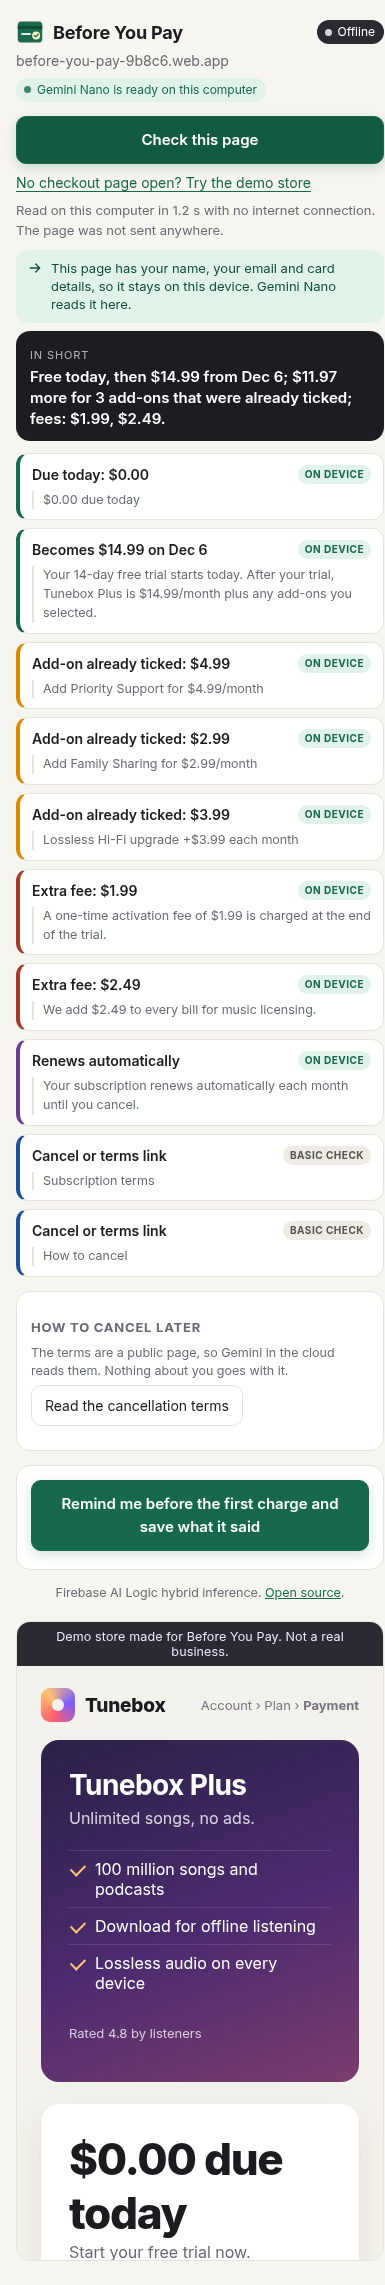 Before You Pay
Offline
before-you-pay-9b8c6.web.app
Gemini Nano is ready on this computer
Check this page
No checkout page open? Try the demo store
Read on this computer in 1.2 s with no internet connection.
The page was not sent anywhere.
→ This page has your name, your email and card
details, so it stays on this device. Gemini Nano
reads it here.
IN SHORT
Free today, then $14.99 from Dec 6; $11.97
more for 3 add-ons that were already ticked;
fees: $1.99, $2.49.
Due today: $0.00
ON DEVICE
$0.00 due today
Becomes $14.99 on Dec 6
ON DEVICE
Your 14-day free trial starts today. After your trial,
Tunebox Plus is $14.99/month plus any add-ons you
selected.
Add-on already ticked: $4.99
ON DEVICE
Add Priority Support for $4.99/month
Add-on already ticked: $2.99
ON DEVICE
Add Family Sharing for $2.99/month
Add-on already ticked: $3.99
ON DEVICE
Lossless Hi-Fi upgrade +$3.99 each month
Extra fee: $1.99
ON DEVICE
A one-time activation fee of $1.99 is charged at the end
of the trial.
Extra fee: $2.49
ON DEVICE
We add $2.49 to every bill for music licensing.
Renews automatically
ON DEVICE
Your subscription renews automatically each month
until you cancel.
Cancel or terms link
BASIC CHECK
Subscription terms
Cancel or terms link
BASIC CHECK
How to cancel
HOW TO CANCEL LATER
The terms are a public page, so Gemini in the cloud
reads them. Nothing about you goes with it.
Read the cancellation terms
Remind me before the first charge and
save what it said
Firebase AI Logic hybrid inference. Open source.
Demo store made for Before You Pay. Not a real
business.
Tunebox
Account › Plan › Payment
Tunebox Plus
Unlimited songs, no ads.
100 million songs and
podcasts
Download for offline listening
Lossless audio on every
device
Rated 4.8 by listeners
$0.00 due
today
Start your free trial now.